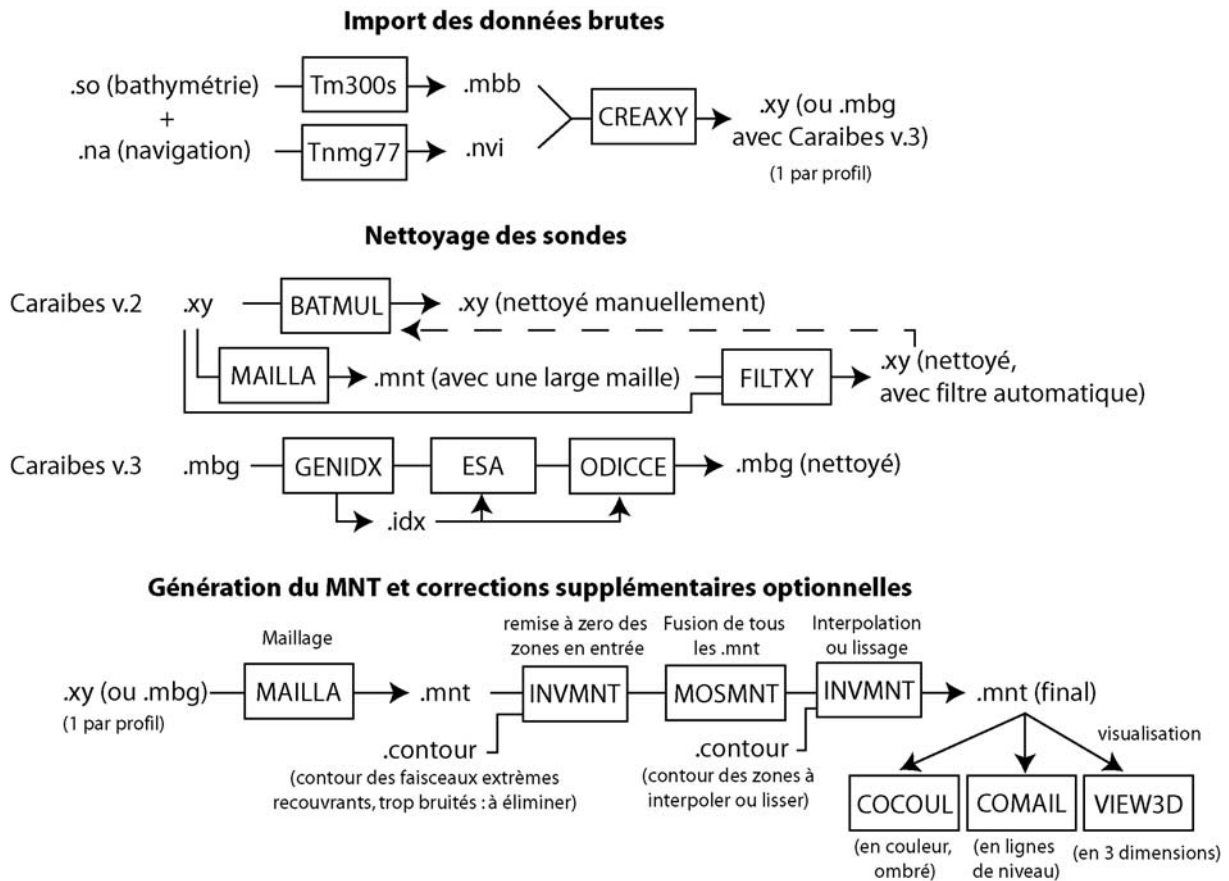 Import des données brutes
.so (bathymétrie)
Tm300s
.mbb
+
.na (navigation)
Tnmg77
.nvi
CREAXY
.xy (ou .mbg
avec Caraibes v.3)
(1 par profil)
Nettoyage des sondes
Caraibes v.2
.xy
BATMUL
.xy (nettoyé manuellement)
MAILLA
.mnt (avec une large maille)
FILTXY
.xy (nettoyé,
avec filtre automatique)
Caraibes v.3
.mbg
GENIDX
ESA
ODICCE
.mbg (nettoyé)
.idx
Génération du MNT et corrections supplémentaires optionnelles
Maillage
remise à zero des
zones en entrée
Fusion de tous
les .mnt
Interpolation
ou lissage
.xy (ou .mbg)
(1 par profil)
MAILLA
.mnt
INVMNT
MOSMNT
INVMNT
.mnt (final)
.contour
(contour des faisceaux extrèmes
recouvrants, trop bruités : à éliminer)
.contour
(contour des zones à
interpoler ou lisser)
visualisation
COCOUL
COMAIL
VIEW3D
(en couleur,
ombré)
(en lignes
de niveau)
(en 3 dimensions)